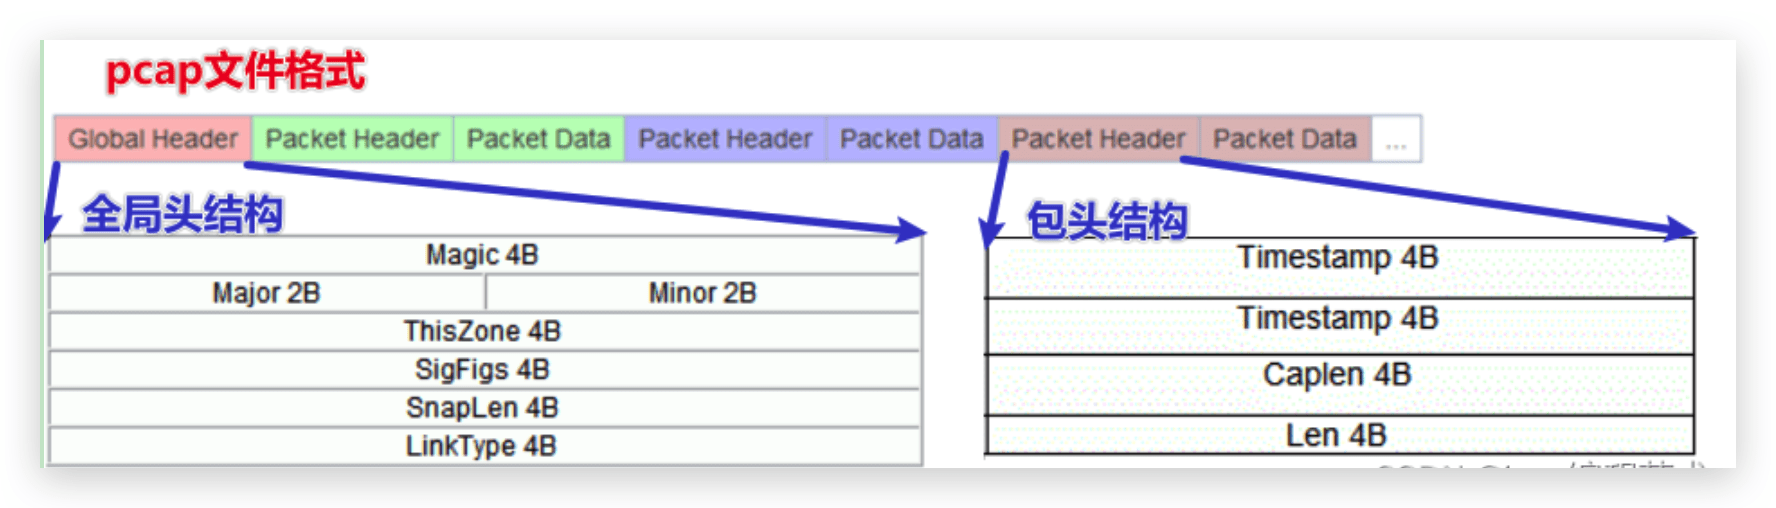 pcap文件格式
Global Header Packet Header Packet Data Packet Header Packet Data Packet Header Packet Data ...
全局头结构
Magic 4B
Major 2B Minor 2B
ThisZone 4B
SigFigs 4B
SnapLen 4B
LinkType 4B
包头结构
Timestamp 4B
Timestamp 4B
Caplen 4B
Len 4B